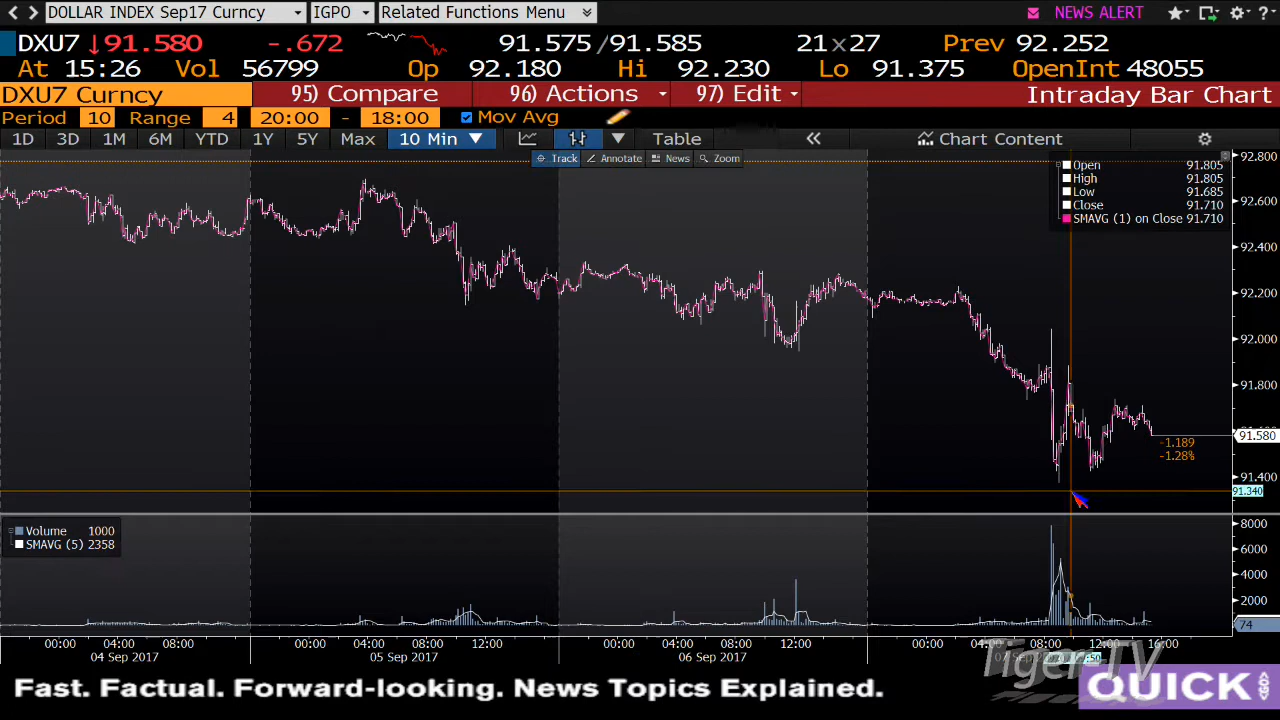 DOLLAR INDEX Sep17 Curncy IGPO Related Functions Menu NEWS ALERT
DXU7 ↓91.580 -.672 91.575/91.585 21x27 Prev 92.252
At 15:26 Vol 56799 Op 92.180 Hi 92.230 Lo 91.375 OpenInt 48055
DXU7 Curncy 95) Compare 96) Actions 97) Edit Intraday Bar Chart
Period 10 Range 4 20:00 - 18:00 Mov Avg
1D 3D 1M 6M YTD 1Y 5Y Max 10 Min Table « Chart Content
Track Annotate News Zoom
Open 91.805
High 91.805
Low 91.685
Close 91.710
SMAVG (1) on Close 91.710
92.800
92.600
92.400
92.200
92.000
91.800
91.580
-1.189
-1.28%
91.400
91.340
Volume 1000
SMAVG (5) 2358
8000
6000
4000
2000
74
00:00 04:00 08:00 00:00 04:00 08:00 12:00 00:00 04:00 08:00 12:00 00:00 04:00 08:00 12:00 16:00
04 Sep 2017 05 Sep 2017 06 Sep 2017
Tiger-TV
Fast. Factual. Forward-looking. News Topics Explained.
QUICK